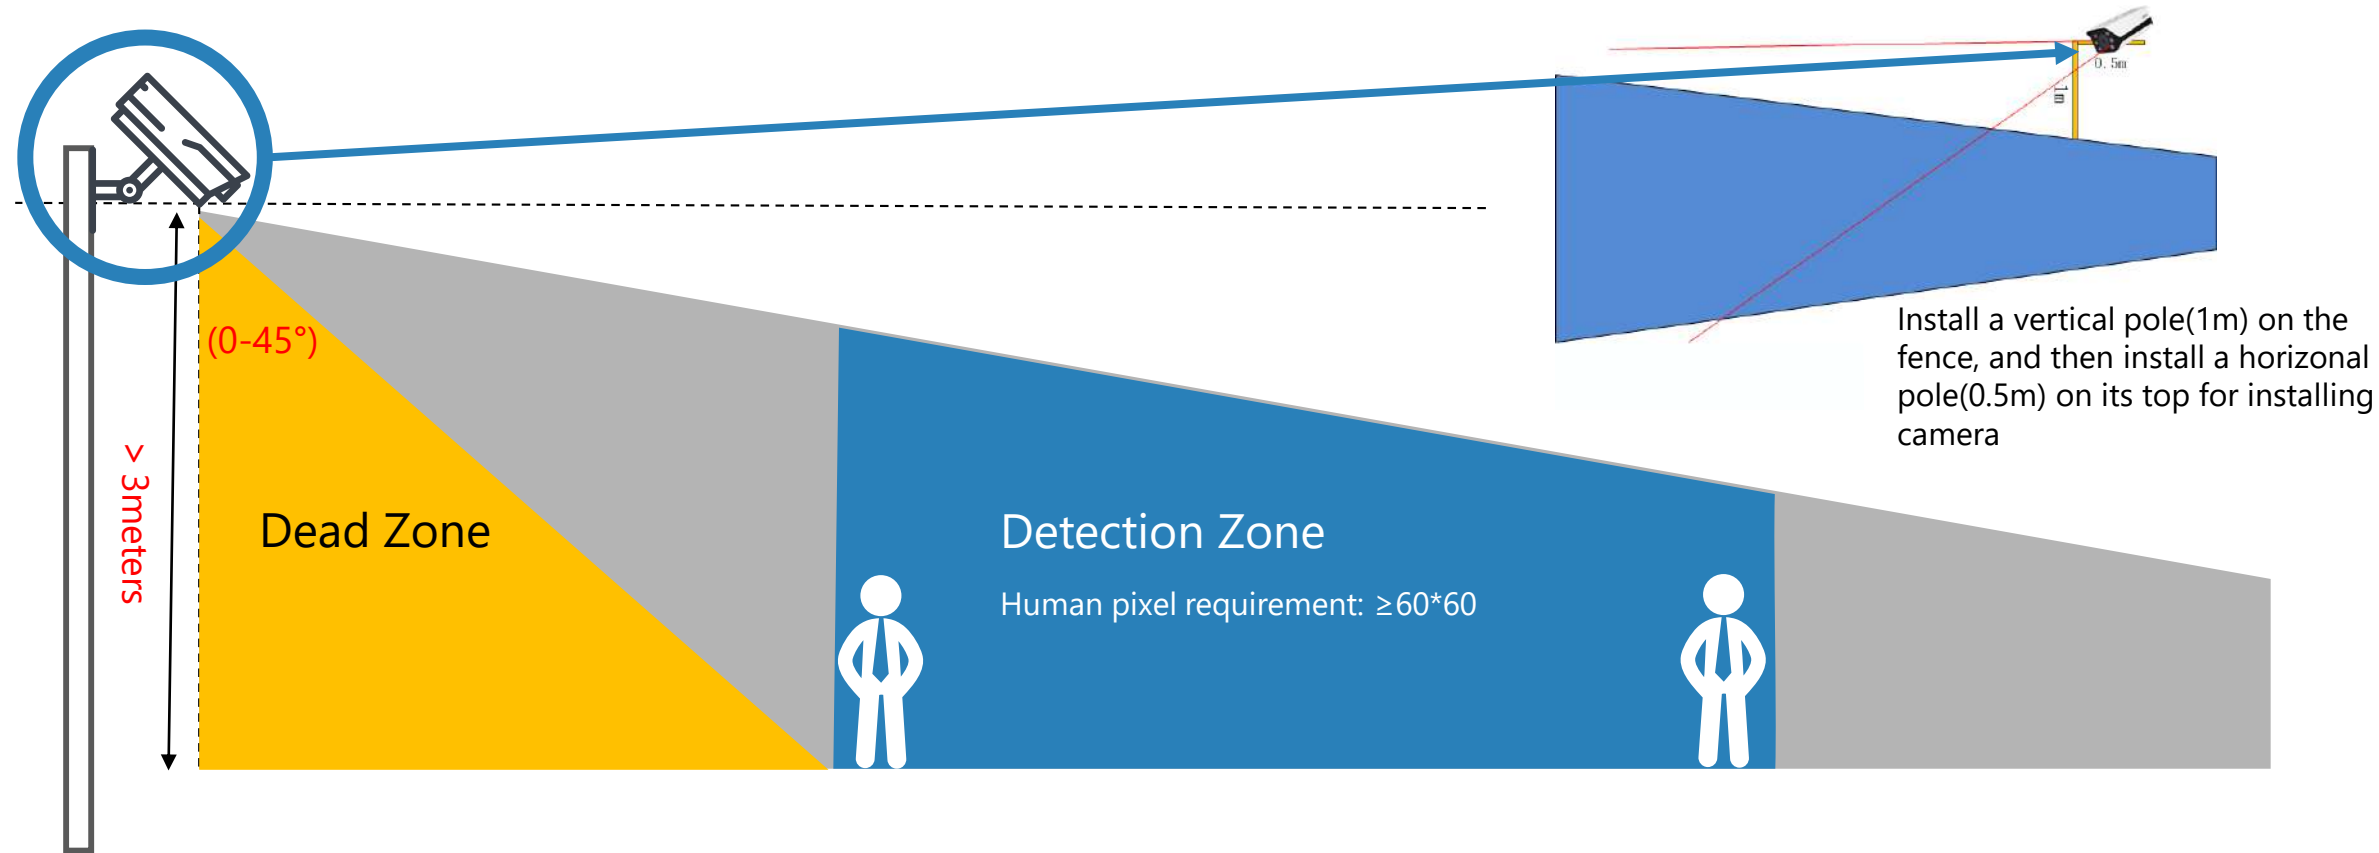 0.5m
1m
Install a vertical pole(1m) on the
fence, and then install a horizonal
pole(0.5m) on its top for installing
camera
(0-45°)
> 3meters
Dead Zone
Detection Zone
Human pixel requirement: ≥60*60